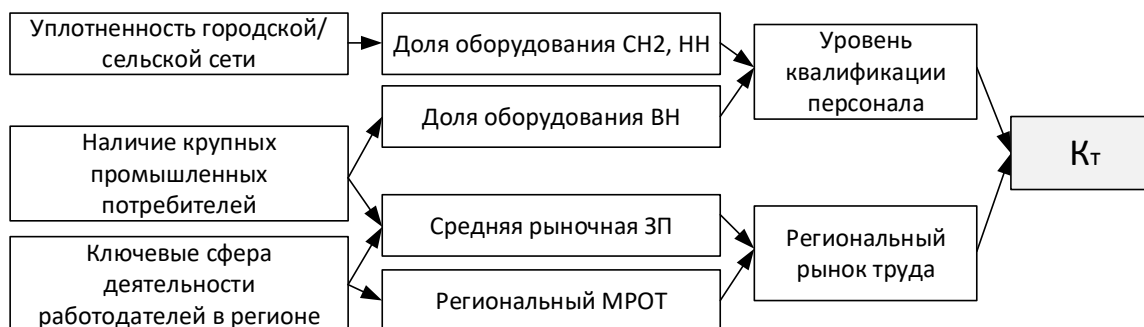 Уплотненность городской/
сельской сети
Наличие крупных
промышленных
потребителей
Ключевые сфера
деятельности
работодателей в регионе
Доля оборудования СН2, НН
Доля оборудования ВН
Средняя рыночная ЗП
Региональный МРОТ
Уровень
квалификации
персонала
Региональный
рынок труда
Кт